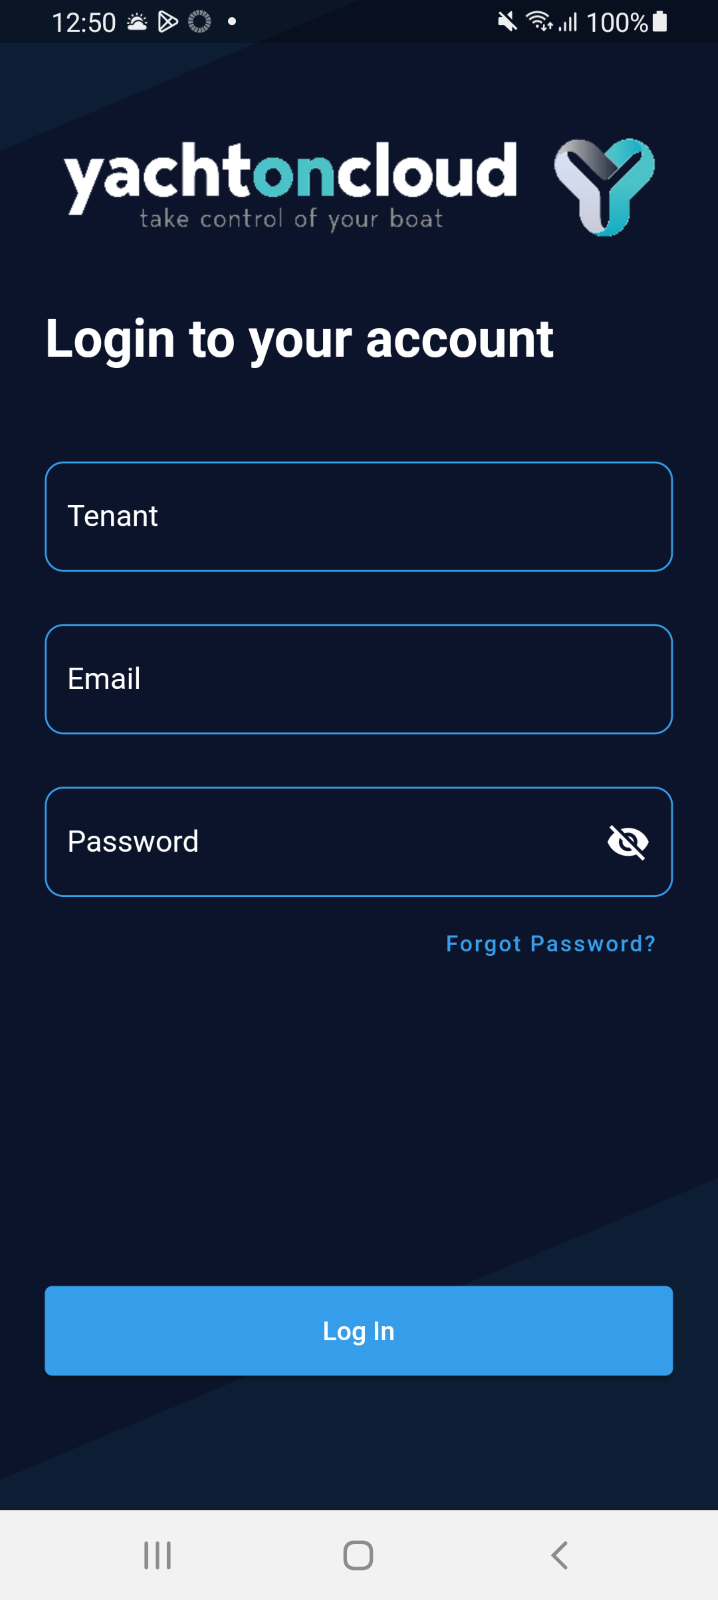 12:50 100%
yachtoncloud
take control of your boat
Login to your account
Tenant
Email
Password
Forgot Password?
Log In